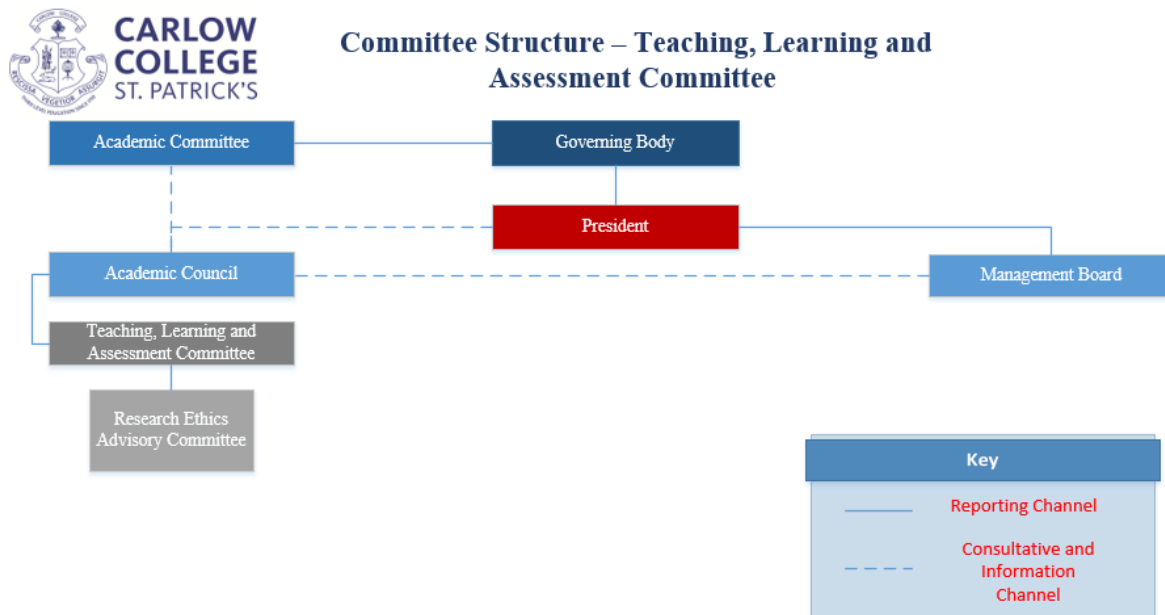 CARLOW
COLLEGE
ST. PATRICK'S
Committee Structure – Teaching, Learning and
Assessment Committee
Academic Committee
Governing Body
President
Academic Council
Management Board
Teaching, Learning and
Assessment Committee
Research Ethics
Advisory Committee
Key
Reporting Channel
Consultative and
Information
Channel